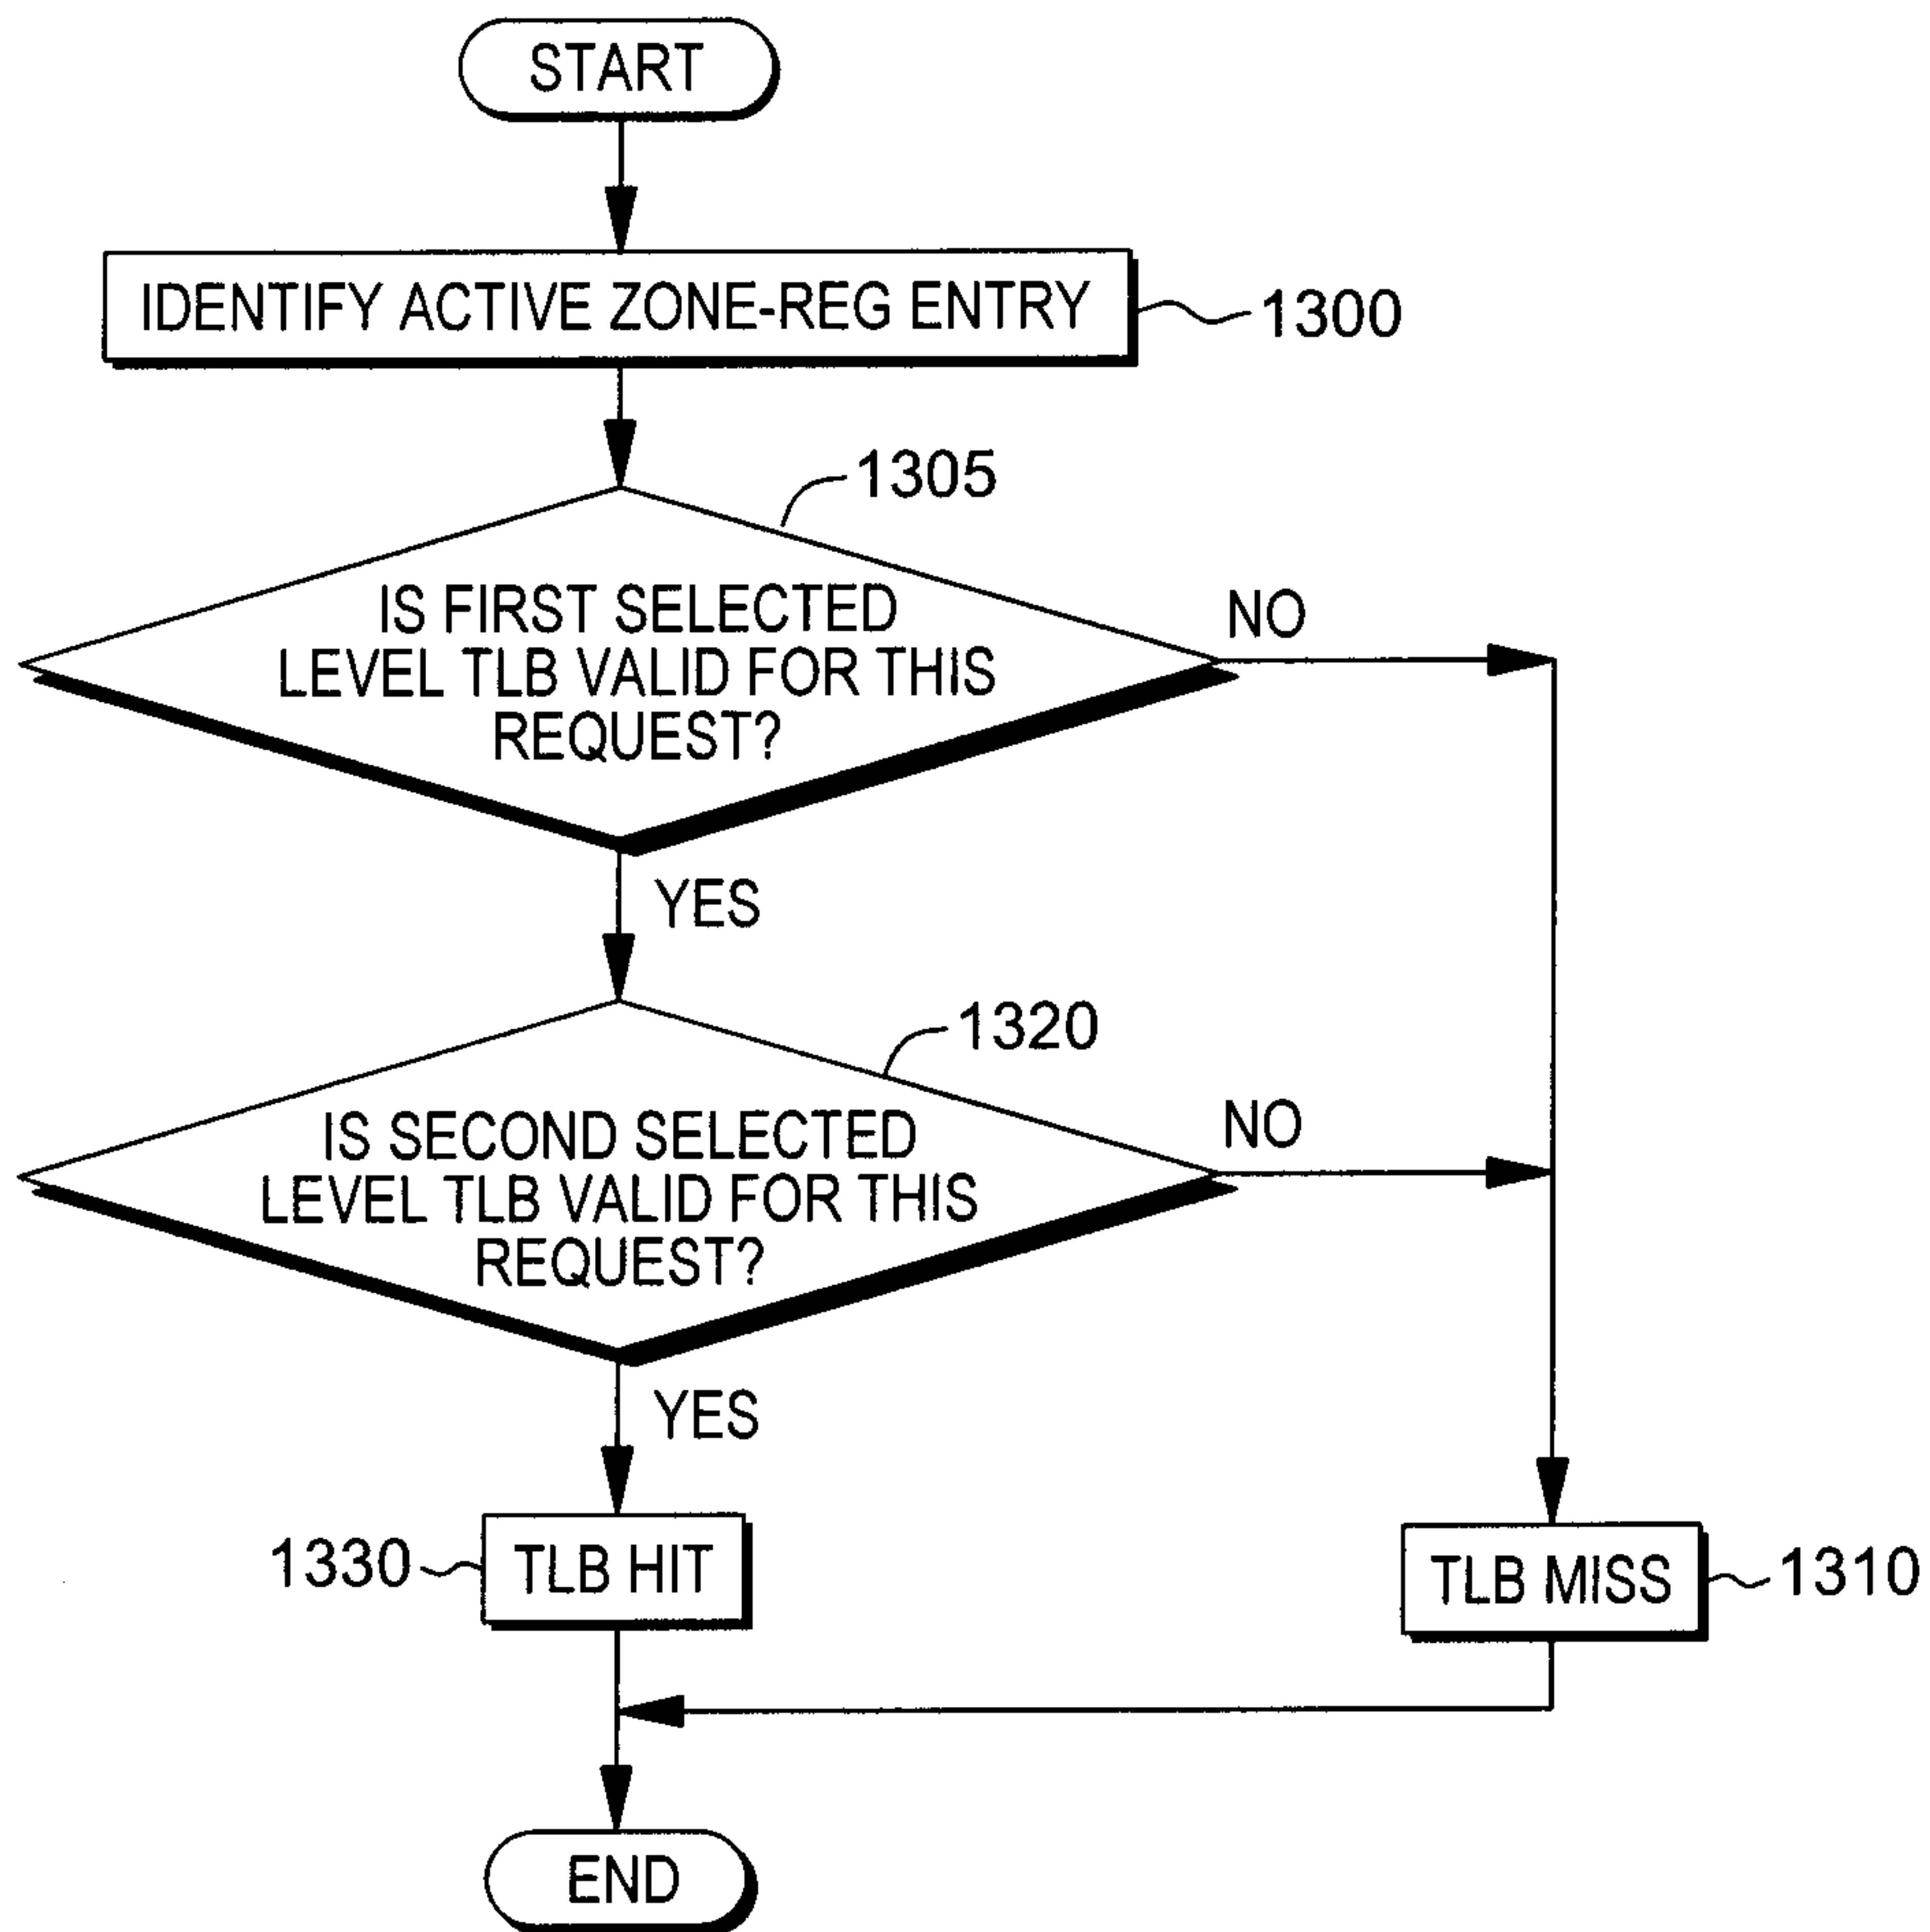 START
IDENTIFY ACTIVE ZONE-REG ENTRY
1300
1305
IS FIRST SELECTED
LEVEL TLB VALID FOR THIS
REQUEST?
NO
YES
1320
IS SECOND SELECTED
LEVEL TLB VALID FOR THIS
REQUEST?
NO
YES
1330
TLB HIT
TLB MISS
1310
END